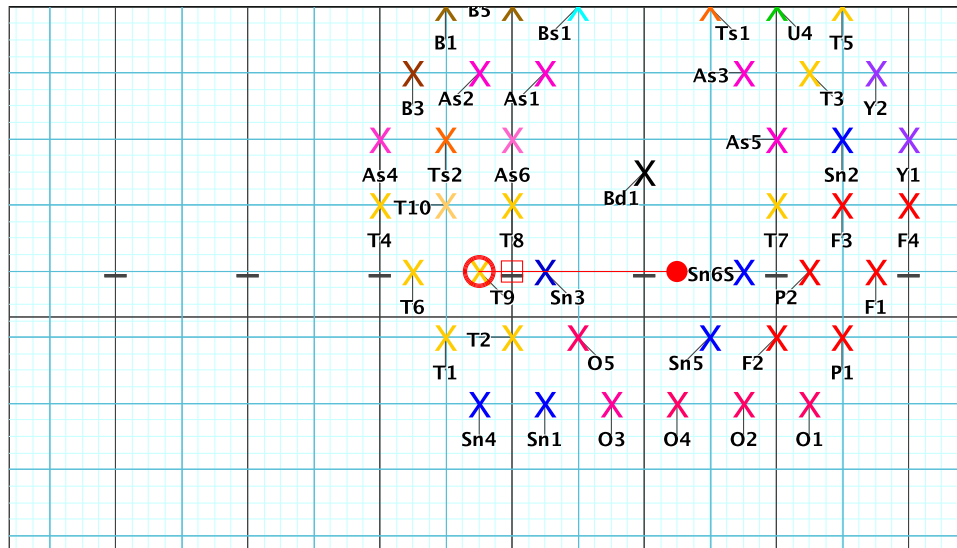 B5
Bs1 Ts1 U4
B1 T5
As3
As2 As1 T3
B3 Y2
As5
As4 Ts2 As6 Sn2 Y1
Bd1
T10
T4 T8 T7 F3 F4
Sn6S
T9 Sn3 P2
T6 F1
T2
O5 Sn5 F2
T1 P1
Sn4 Sn1 O3 O4 O2 O1